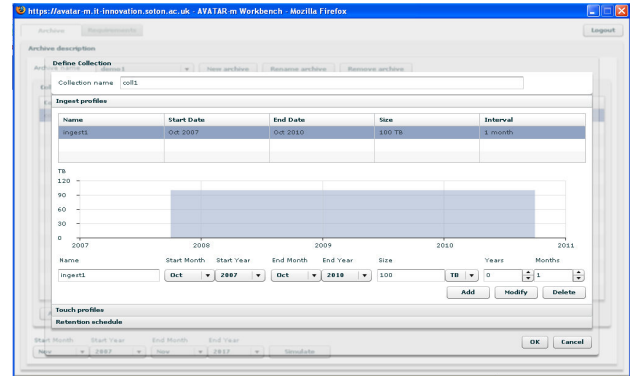 https://avatar-m.it-innovation.soton.ac.uk - AVATAR-m Workbench - Mozilla Firefox
Archive Requirements Logout
Archive description
Define Collection
Archive name demo1 New archive Rename archive Remove archive
Collection name coll1
Ingest profiles
Name Start Date End Date Size Interval
ingest1 Oct 2007 Oct 2010 100 TB 1 month
TB
120
90
60
30
0
2007 2008 2009 2010 2011
Name Start Month Start Year End Month End Year Size Years Months
ingest1 Oct 2007 Oct 2010 100 TB 0 1
Add Modify Delete
Touch profiles
Retention schedule
OK Cancel
Start Month Start Year End Month End Year
Nov 2007 Nov 2017 Simulate